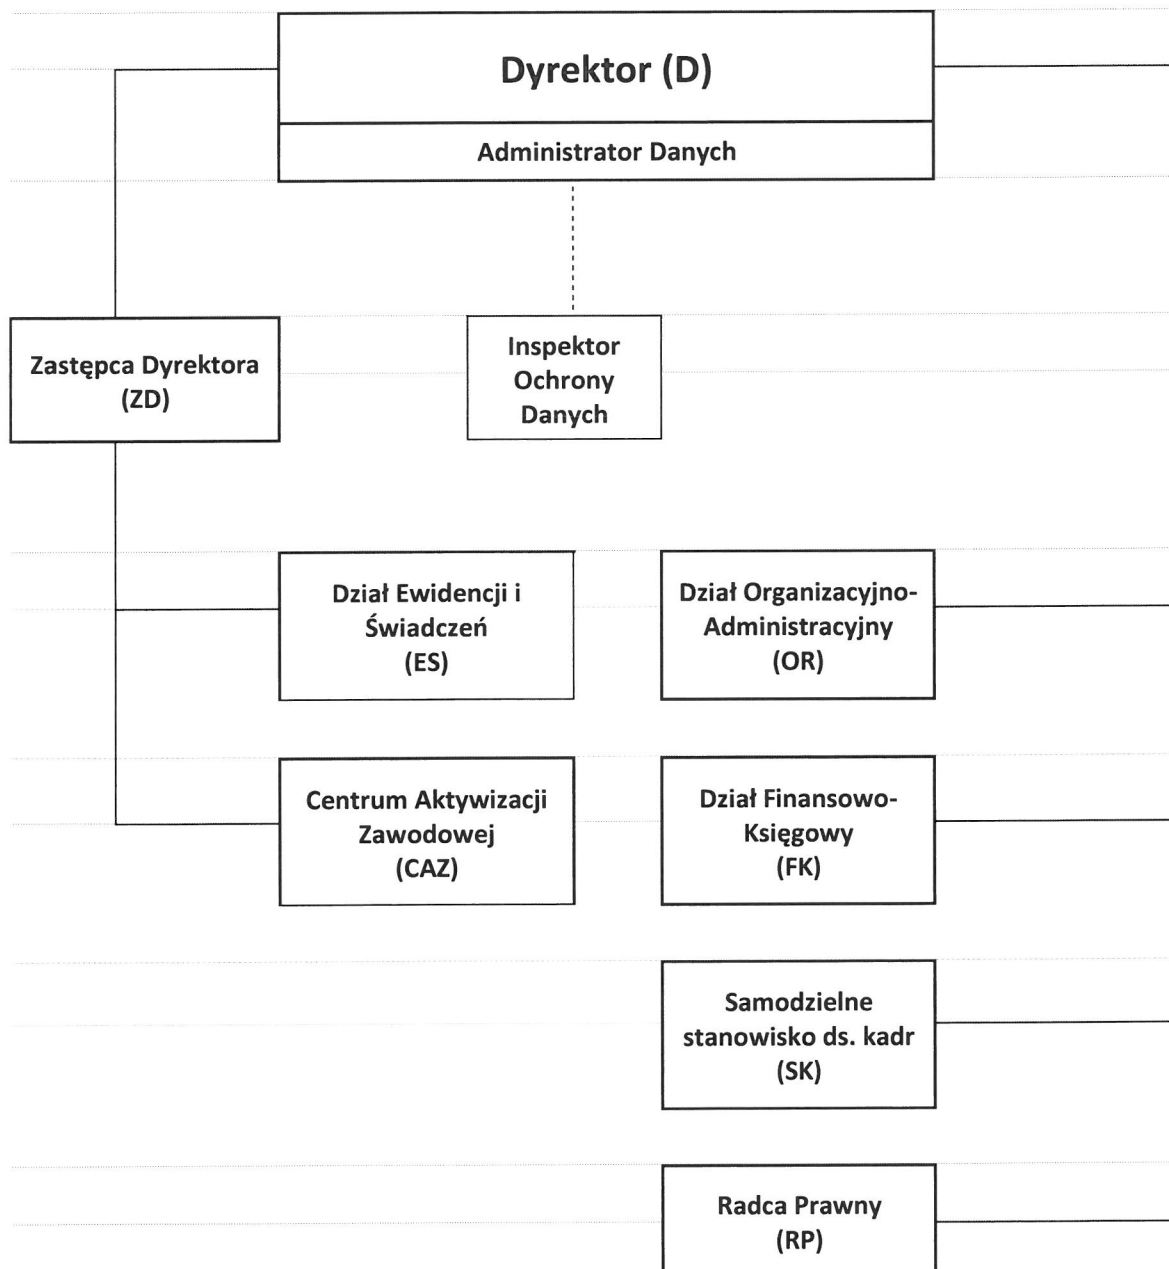 Dyrektor (D)
Administrator Danych
Zastępca Dyrektora
(ZD)
Inspektor
Ochrony
Danych
Dział Ewidencji i
Świadczeń
(ES)
Dział Organizacyjno-
Administracyjny
(OR)
Centrum Aktywizacji
Zawodowej
(CAZ)
Dział Finansowo-
Księgowy
(FK)
Samodzielne
stanowisko ds. kadr
(SK)
Radca Prawny
(RP)